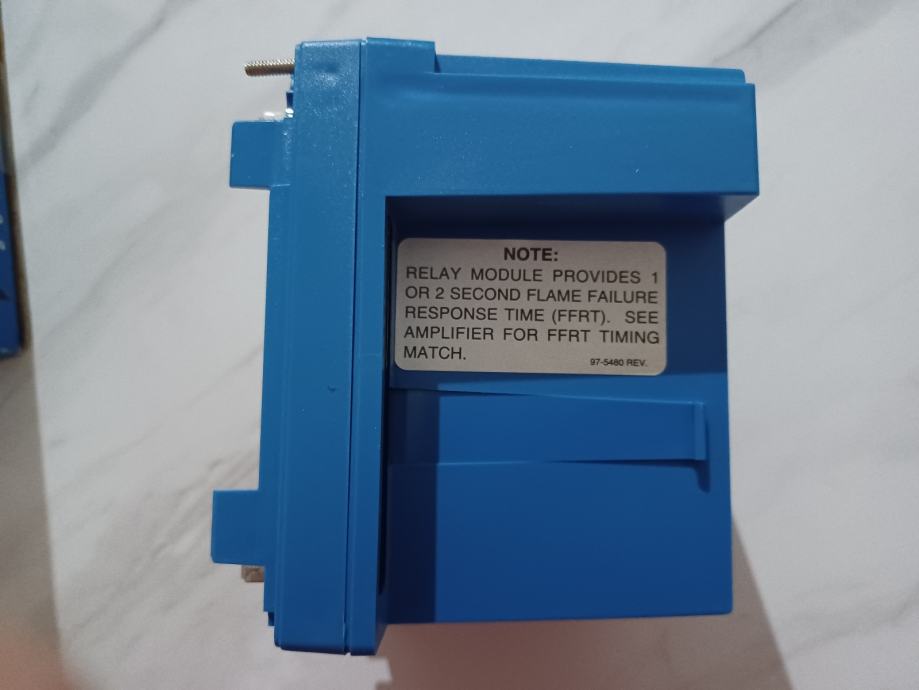 NOTE:
RELAY MODULE PROVIDES 1
OR 2 SECOND FLAME FAILURE
RESPONSE TIME (FFRT). SEE
AMPLIFIER FOR FFRT TIMING
MATCH.
97-5480 REV.